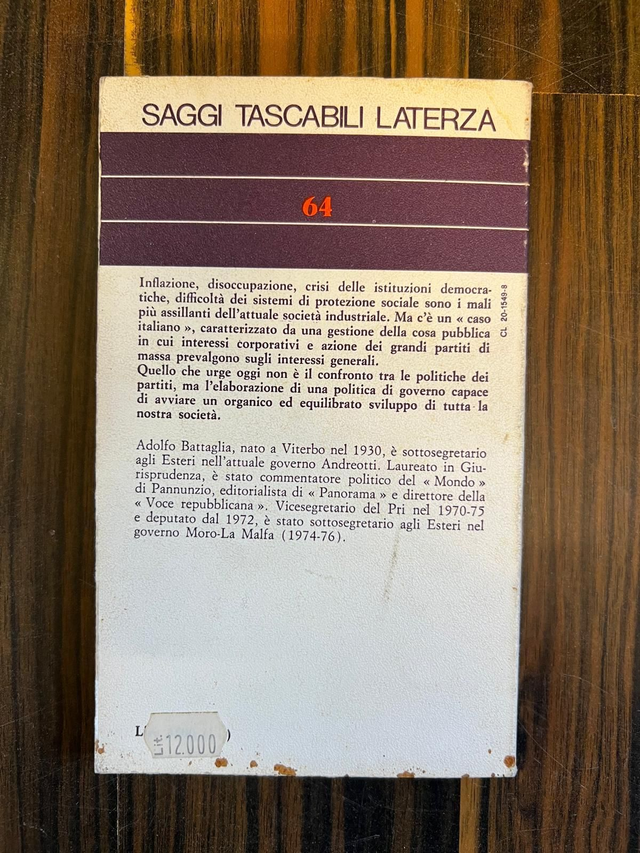 SAGGI TASCABILI LATERZA
64
Inflazione, disoccupazione, crisi delle istituzioni democra-
tiche, difficoltà dei sistemi di protezione sociale sono i mali
più assillanti dell'attuale società industriale. Ma c'è un « caso
italiano », caratterizzato da una gestione della cosa pubblica
in cui interessi corporativi e azione dei grandi partiti di
massa prevalgono sugli interessi generali.
Quello che urge oggi non è il confronto tra le politiche dei
partiti, ma l'elaborazione di una politica di governo capace
di avviare un organico ed equilibrato sviluppo di tutta la
nostra società.
CL 20-1549-8
Adolfo Battaglia, nato a Viterbo nel 1930, è sottosegretario
agli Esteri nell'attuale governo Andreotti. Laureato in Giu-
risprudenza, è stato commentatore politico del « Mondo »
di Pannunzio, editorialista di « Panorama » e direttore della
« Voce repubblicana ». Vicesegretario del Pri nel 1970-75
e deputato dal 1972, è stato sottosegretario agli Esteri nel
governo Moro-La Malfa (1974-76).
Lit. 12.000